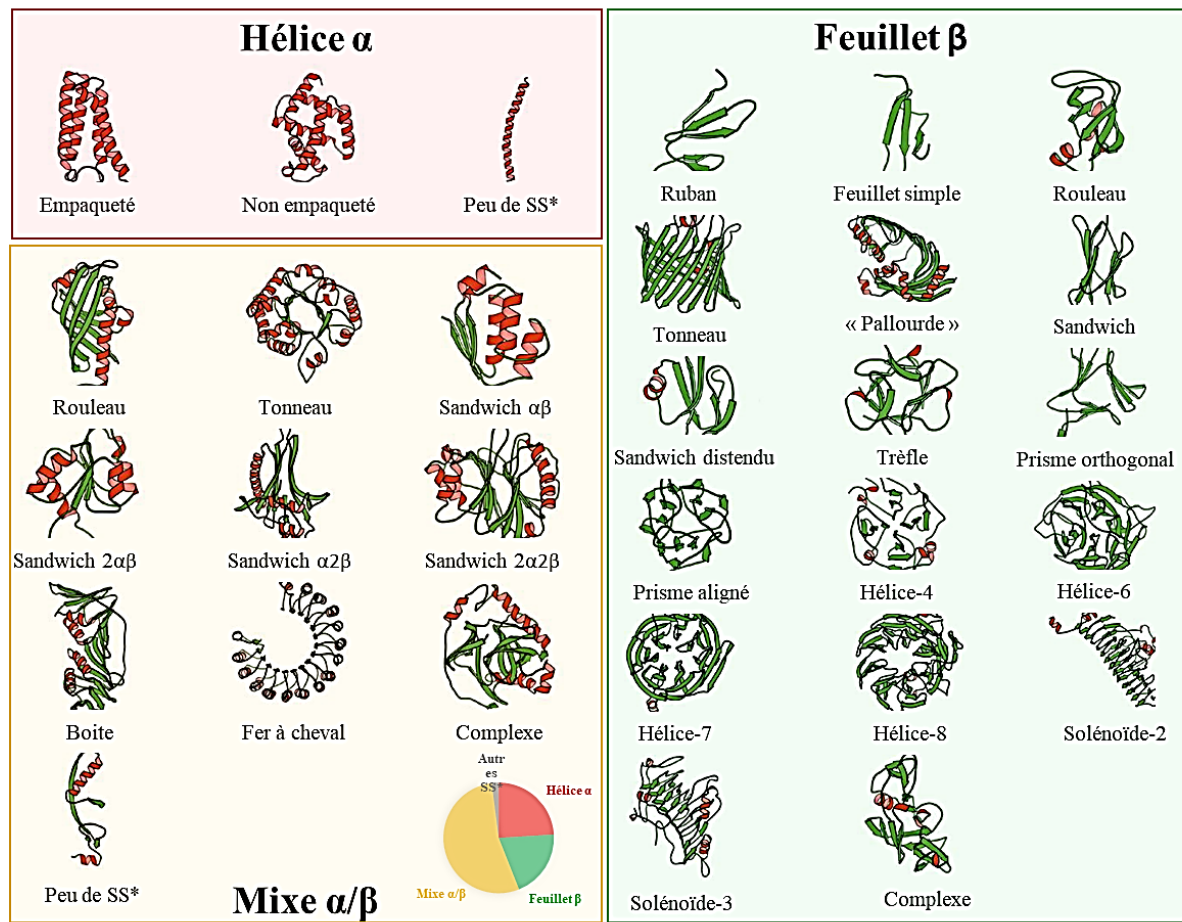 Hélice α
Empaqueté
Non empaqueté
Peu de SS*
Rouleau
Tonneau
Sandwich αβ
Sandwich 2αβ
Sandwich α2β
Sandwich 2α2β
Boite
Fer à cheval
Complexe
Peu de SS*
Autr
es
SS*
Hélice α
Mixe α/β
Feuillet β
Mixe α/β
Feuillet β
Ruban
Feuillet simple
Rouleau
Tonneau
« Pallourde »
Sandwich
Sandwich distendu
Trèfle
Prisme orthogonal
Prisme aligné
Hélice-4
Hélice-6
Hélice-7
Hélice-8
Solénoïde-2
Solénoïde-3
Complexe